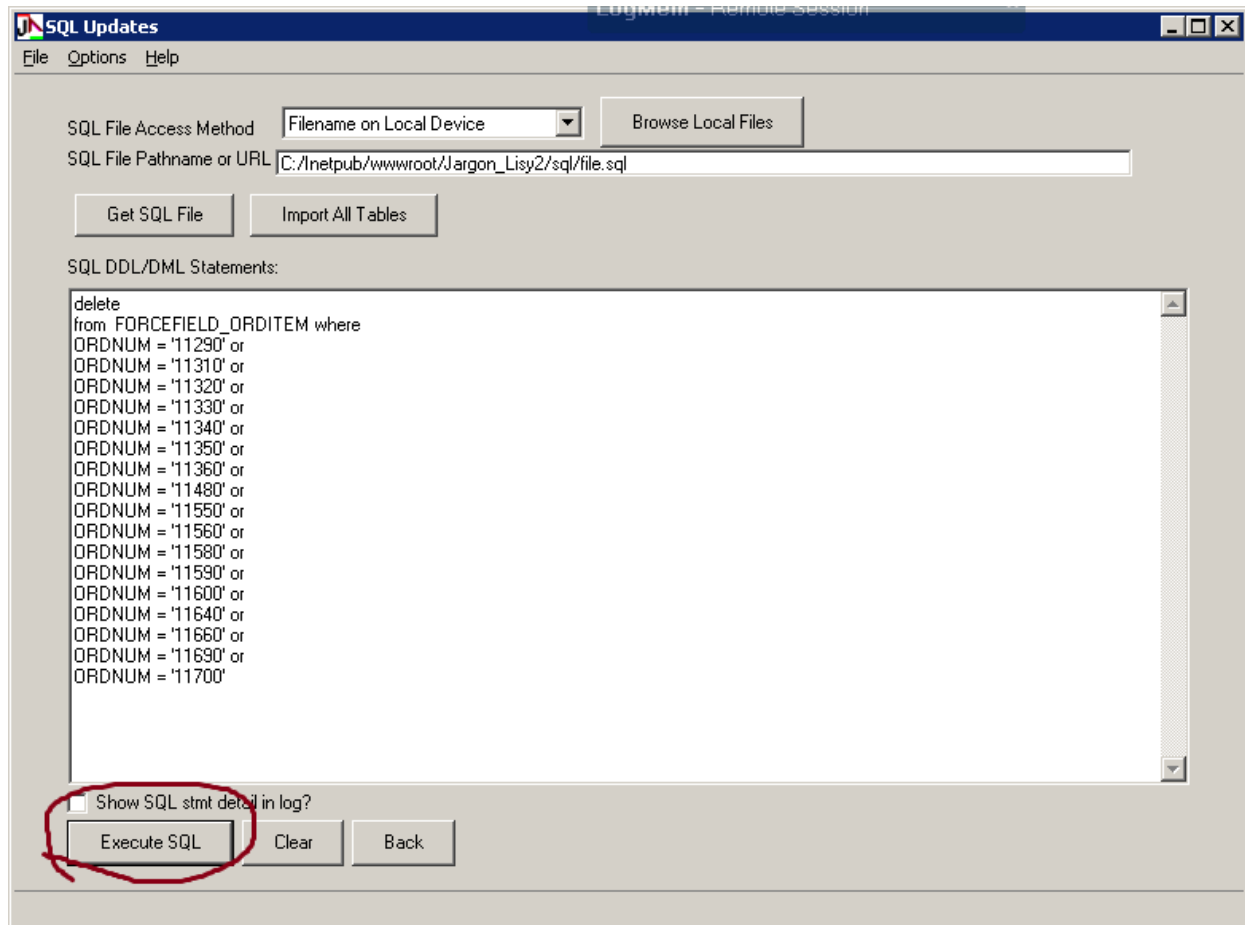 LogMeIn - Remote Session
SQL Updates
File Options Help
SQL File Access Method Filename on Local Device Browse Local Files
SQL File Pathname or URL C:/Inetpub/wwwroot/Jargon_Lisy2/sql/file.sql
Get SQL File Import All Tables
SQL DDL/DML Statements:
delete
from FORCEFIELD_ORDITEM where
ORDNUM = '11290' or
ORDNUM = '11310' or
ORDNUM = '11320' or
ORDNUM = '11330' or
ORDNUM = '11340' or
ORDNUM = '11350' or
ORDNUM = '11360' or
ORDNUM = '11480' or
ORDNUM = '11550' or
ORDNUM = '11560' or
ORDNUM = '11580' or
ORDNUM = '11590' or
ORDNUM = '11600' or
ORDNUM = '11640' or
ORDNUM = '11660' or
ORDNUM = '11690' or
ORDNUM = '11700'
Show SQL stmt detail in log?
Execute SQL Clear Back